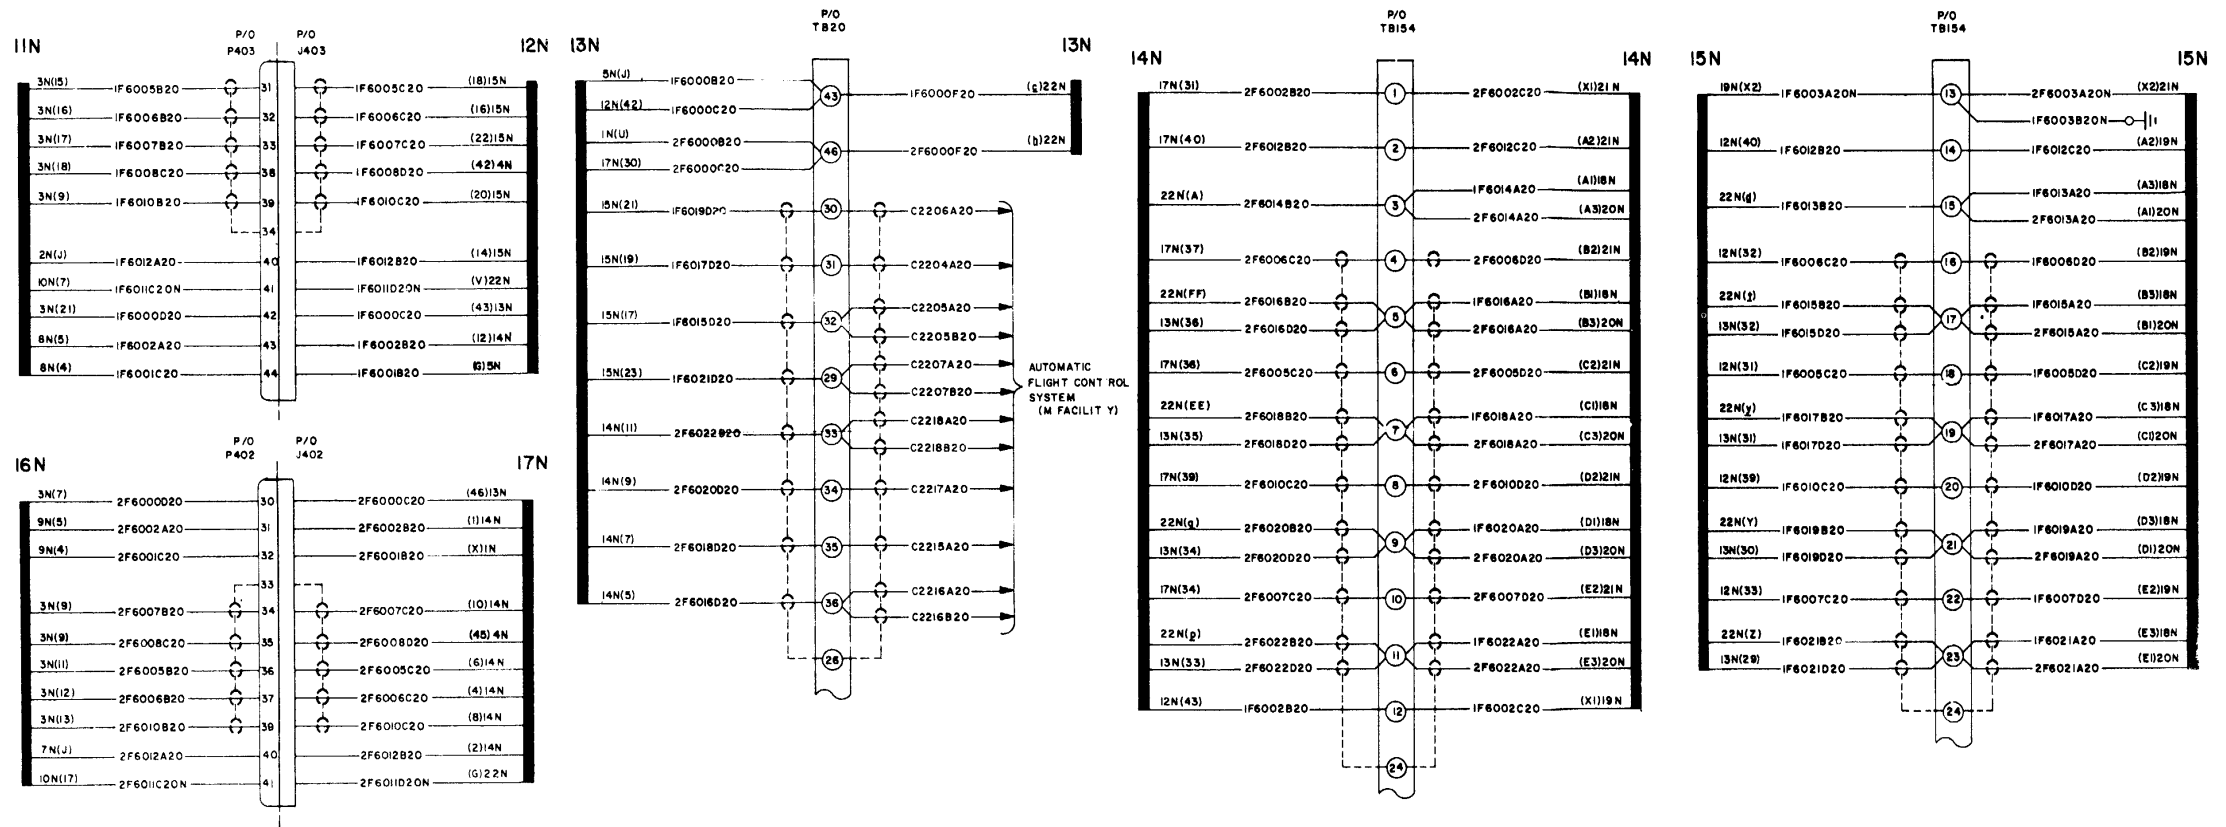 P/O P/O
P403 J403
11N 12N
3N(15) 1F6005B20 31 1F6005C20 (18)15N
3N(16) 1F6006B20 32 1F6006C20 (16)15N
3N(17) 1F6007B20 33 1F6007C20 (22)15N
3N(18) 1F6008C20 38 1F6008D20 (42)4N
3N(9) 1F6010B20 39 1F6010C20 (20)15N
34
2N(J) 1F6012A20 40 1F6012B20 (14)15N
10N(7) 1F6011C20N 41 1F6011D20N (V)22N
3N(21) 1F6000D20 42 1F6000C20 (43)13N
8N(5) 1F6002A20 43 1F6002B20 (12)14N
8N(4) 1F6001C20 44 1F6001B20 (G)5N
P/O P/O
P402 J402
16N 17N
3N(7) 2F6000D20 30 2F6000C20 (46)13N
9N(5) 2F6002A20 31 2F6002B20 (1)14N
9N(4) 2F6001C20 32 2F6001B20 (X)1N
33
3N(9) 2F6007B20 34 2F6007C20 (10)14N
3N(9) 2F6008C20 35 2F6008D20 (45)4N
3N(11) 2F6005B20 36 2F6005C20 (6)14N
3N(12) 2F6006B20 37 2F6006C20 (4)14N
3N(13) 2F6010B20 39 2F6010C20 (8)14N
7N(J) 2F6012A20 40 2F6012B20 (2)14N
10N(17) 2F6011C20N 41 2F6011D20N (G)22N
P/O
TB20
13N 13N
5N(J) 1F6000B20
43 1F6000F20 (c)22N
12N(42) 1F6000C20
1N(U) 2F6000B20
46 2F6000F20 (b)22N
17N(30) 2F6000C20
15N(21) 1F6019D20 30 C2206A20
15N(19) 1F6017D20 31 C2204A20
C2205A20
15N(17) 1F6015D20 32
C2205B20
C2207A20
15N(23) 1F6021D20 29
C2207B20
C2218A20
14N(11) 2F6022B20 33
C2218B20
14N(9) 2F6020D20 34 C2217A20
14N(7) 2F6018D20 35 C2215A20
C2216A20
14N(5) 2F6016D20 36
C2216B20
26
AUTOMATIC
FLIGHT CONTROL
SYSTEM
(M FACILITY)
P/O
TB154
14N 14N
17N(31) 2F6002B20 1 2F6002C20 (X1)21N
17N(40) 2F6012B20 2 2F6012C20 (A2)21N
1F6014A20 (A1)18N
22N(A) 2F6014B20 3
2F6014A20 (A3)20N
17N(37) 2F6006C20 4 2F6006D20 (B2)21N
22N(FF) 2F6016B20 1F6016A20 (B1)18N
5
13N(36) 2F6016D20 2F6016A20 (B3)20N
17N(36) 2F6005C20 6 2F6005D20 (C2)21N
22N(EE) 2F6018B20 1F6018A20 (C1)18N
7
13N(35) 2F6018D20 2F6018A20 (C3)20N
17N(39) 2F6010C20 8 2F6010D20 (D2)21N
22N(q) 2F6020B20 1F6020A20 (D1)18N
9
13N(34) 2F6020D20 2F6020A20 (D3)20N
17N(34) 2F6007C20 10 2F6007D20 (E2)21N
22N(p) 2F6022B20 1F6022A20 (E1)18N
11
13N(33) 2F6022D20 2F6022A20 (E3)20N
12N(43) 1F6002B20 12 1F6002C20 (X1)19N
24
P/O
TB154
15N 15N
19N(X2) 1F6003A20N 13 2F6003A20N (X2)21N
1F6003B20N
12N(40) 1F6012B20 14 1F6012C20 (A2)19N
1F6013A20 (A3)18N
22N(d) 1F6013B20 15
2F6013A20 (A1)20N
12N(32) 1F6006C20 16 1F6006D20 (B2)19N
22N(t) 1F6015B20 1F6015A20 (B3)18N
17
13N(32) 1F6015D20 2F6015A20 (B1)20N
12N(31) 1F6005C20 18 1F6005D20 (C2)19N
22N(y) 1F6017B20 1F6017A20 (C3)18N
19
13N(31) 1F6017D20 2F6017A20 (C1)20N
12N(39) 1F6010C20 20 1F6010D20 (D2)19N
22N(Y) 1F6019B20 1F6019A20 (D3)18N
21
13N(30) 1F6019D20 2F6019A20 (D1)20N
12N(33) 1F6007C20 22 1F6007D20 (E2)19N
22N(Z) 1F6021B20 1F6021A20 (E3)18N
23
13N(29) 1F6021D20 2F6021A20 (E1)20N
24